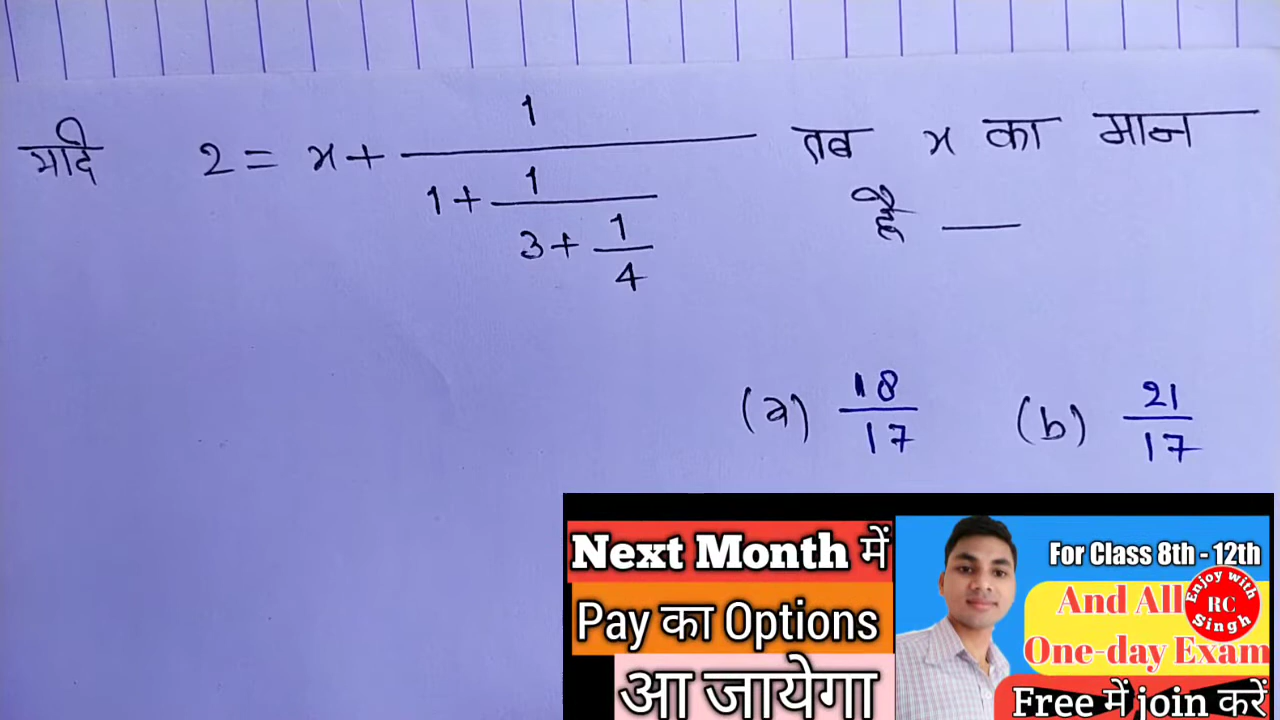 यदि 2 = x + 1 / (1 + 1 / (3 + 1/4)) तब x का मान
है —
(a) 18/17 (b) 21/17
Next Month में
Pay का Options
आ जायेगा
For Class 8th - 12th
And All
One-day Exam
Free में join करें
Enjoy with
RC
Singh